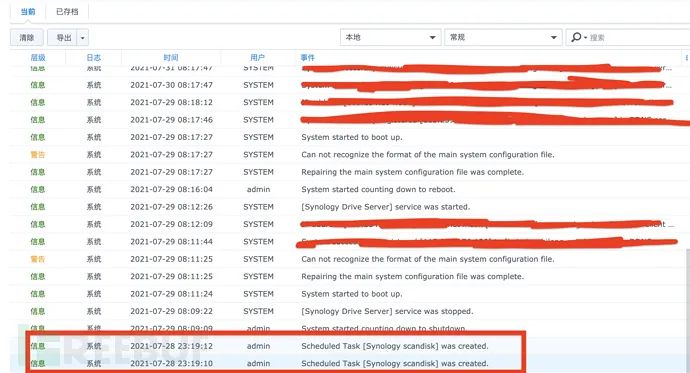 当前 已存档
清除 导出 本地 常规 搜索
层级 日志 时间 用户 事件
信息 系统 2021-07-31 08:17:47 SYSTEM
信息 系统 2021-07-30 08:17:47 SYSTEM
信息 系统 2021-07-29 08:18:12 SYSTEM
信息 系统 2021-07-29 08:17:46 SYSTEM
信息 系统 2021-07-29 08:17:27 SYSTEM System started to boot up.
警告 系统 2021-07-29 08:17:27 SYSTEM Can not recognize the format of the main system configuration file.
信息 系统 2021-07-29 08:17:27 SYSTEM Repairing the main system configuration file was complete.
信息 系统 2021-07-29 08:16:04 admin System started counting down to reboot.
信息 系统 2021-07-29 08:12:26 SYSTEM [Synology Drive Server] service was started.
信息 系统 2021-07-29 08:12:09 SYSTEM
信息 系统 2021-07-29 08:11:44 SYSTEM
警告 系统 2021-07-29 08:11:25 SYSTEM Can not recognize the format of the main system configuration file.
信息 系统 2021-07-29 08:11:25 SYSTEM Repairing the main system configuration file was complete.
信息 系统 2021-07-29 08:11:24 SYSTEM System started to boot up.
信息 系统 2021-07-29 08:09:22 SYSTEM [Synology Drive Server] service was stopped.
信息 系统 2021-07-29 08:09:09 admin System started counting down to shutdown.
信息 系统 2021-07-28 23:19:12 admin Scheduled Task [Synology scandisk] was created.
信息 系统 2021-07-28 23:19:10 admin Scheduled Task [Synology scandisk] was created.